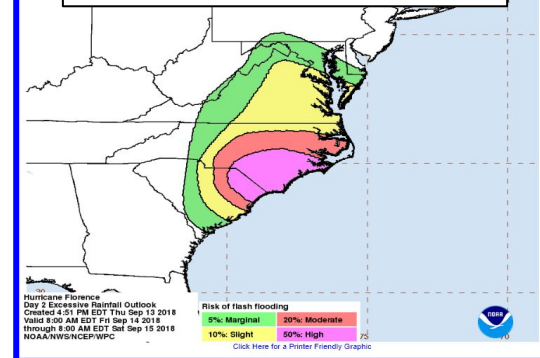 30
Hurricane Florence
Day 2 Excessive Rainfall Outlook
Created 4:51 PM EDT Thu Sep 13 2018
Valid 8:00 AM EDT Fri Sep 14 2018
through 8:00 AM EDT Sat Sep 15 2018
NOAA/NWS/NCEP/WPC
Risk of flash flooding
5%: Marginal 20%: Moderate
10%: Slight 50%: High
75
70
Click Here for a Printer Friendly Graphic
noaa